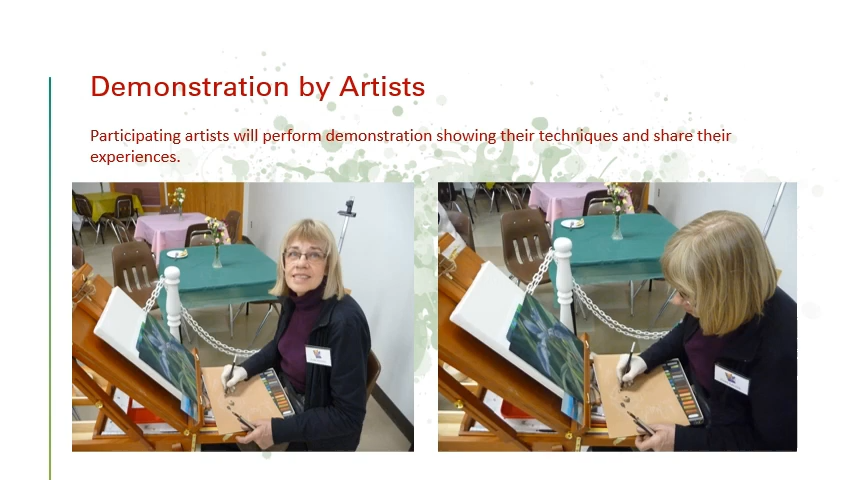 Demonstration by Artists
Participating artists will perform demonstration showing their techniques and share their
experiences.